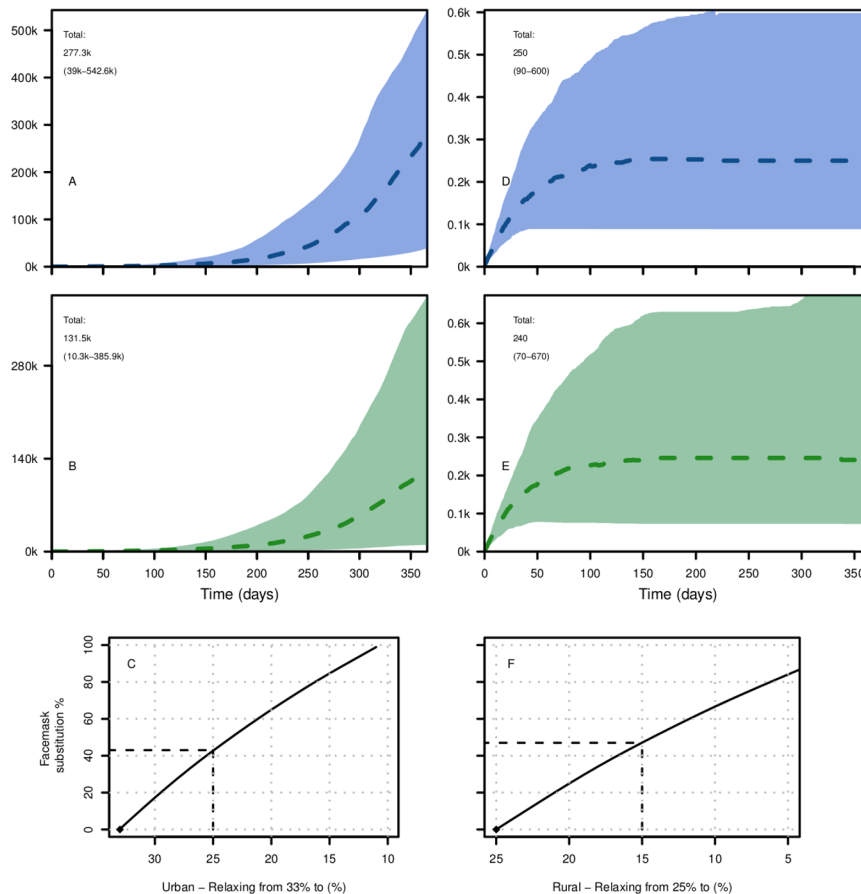 500k
400k
300k
200k
100k
0k
Total:
277.3k
(39k–542.6k)
A
0.6k
0.5k
0.4k
0.3k
0.2k
0.1k
0k
Total:
250
(90–600)
D
280k
140k
0k
Total:
131.5k
(10.3k–385.9k)
B
0 50 100 150 200 250 300 350
Time (days)
0.6k
0.5k
0.4k
0.3k
0.2k
0.1k
0k
Total:
240
(70–670)
E
0 50 100 150 200 250 300 350
Time (days)
Facemask
substitution %
100
80
60
40
20
0
C
30 25 20 15 10
Urban – Relaxing from 33% to (%)
F
25 20 15 10 5
Rural – Relaxing from 25% to (%)